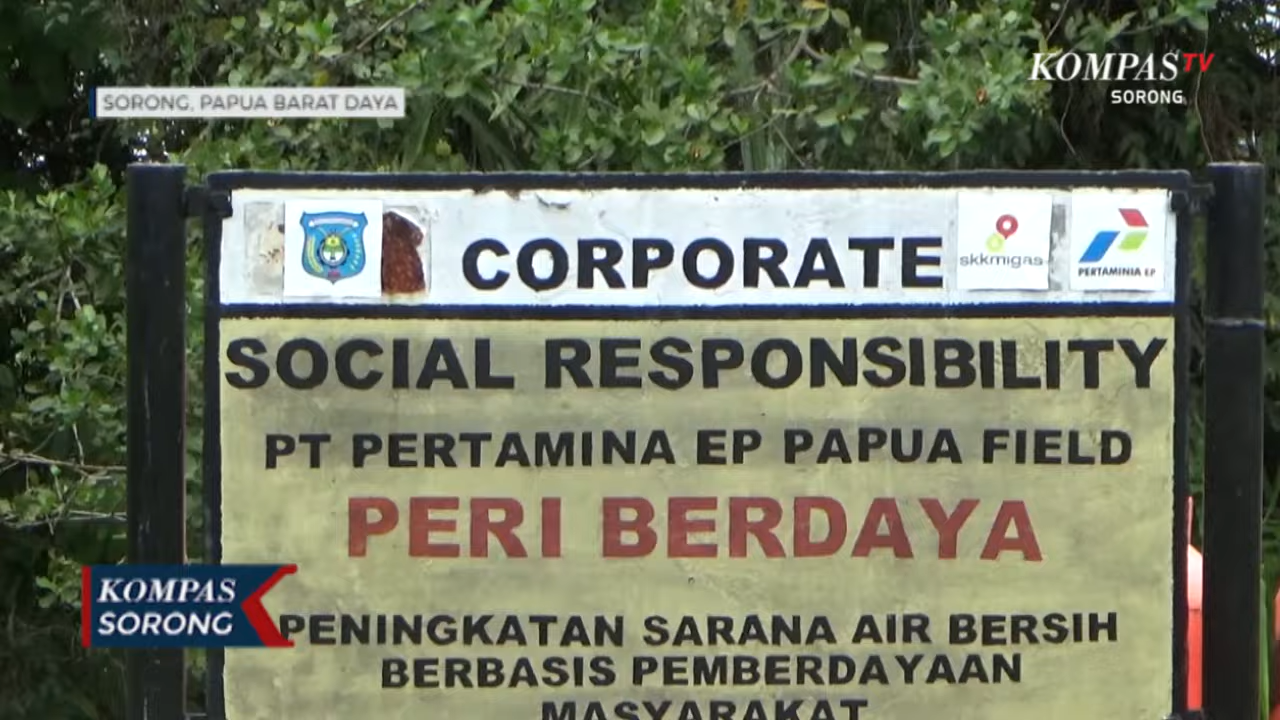 KOMPASTV
SORONG
SORONG, PAPUA BARAT DAYA
CORPORATE
skkmigas
PERTAMINIA EP
SOCIAL RESPONSIBILITY
PT PERTAMINA EP PAPUA FIELD
PERI BERDAYA
KOMPAS
SORONG
PENINGKATAN SARANA AIR BERSIH
BERBASIS PEMBERDAYAAN
MASYARAKAT